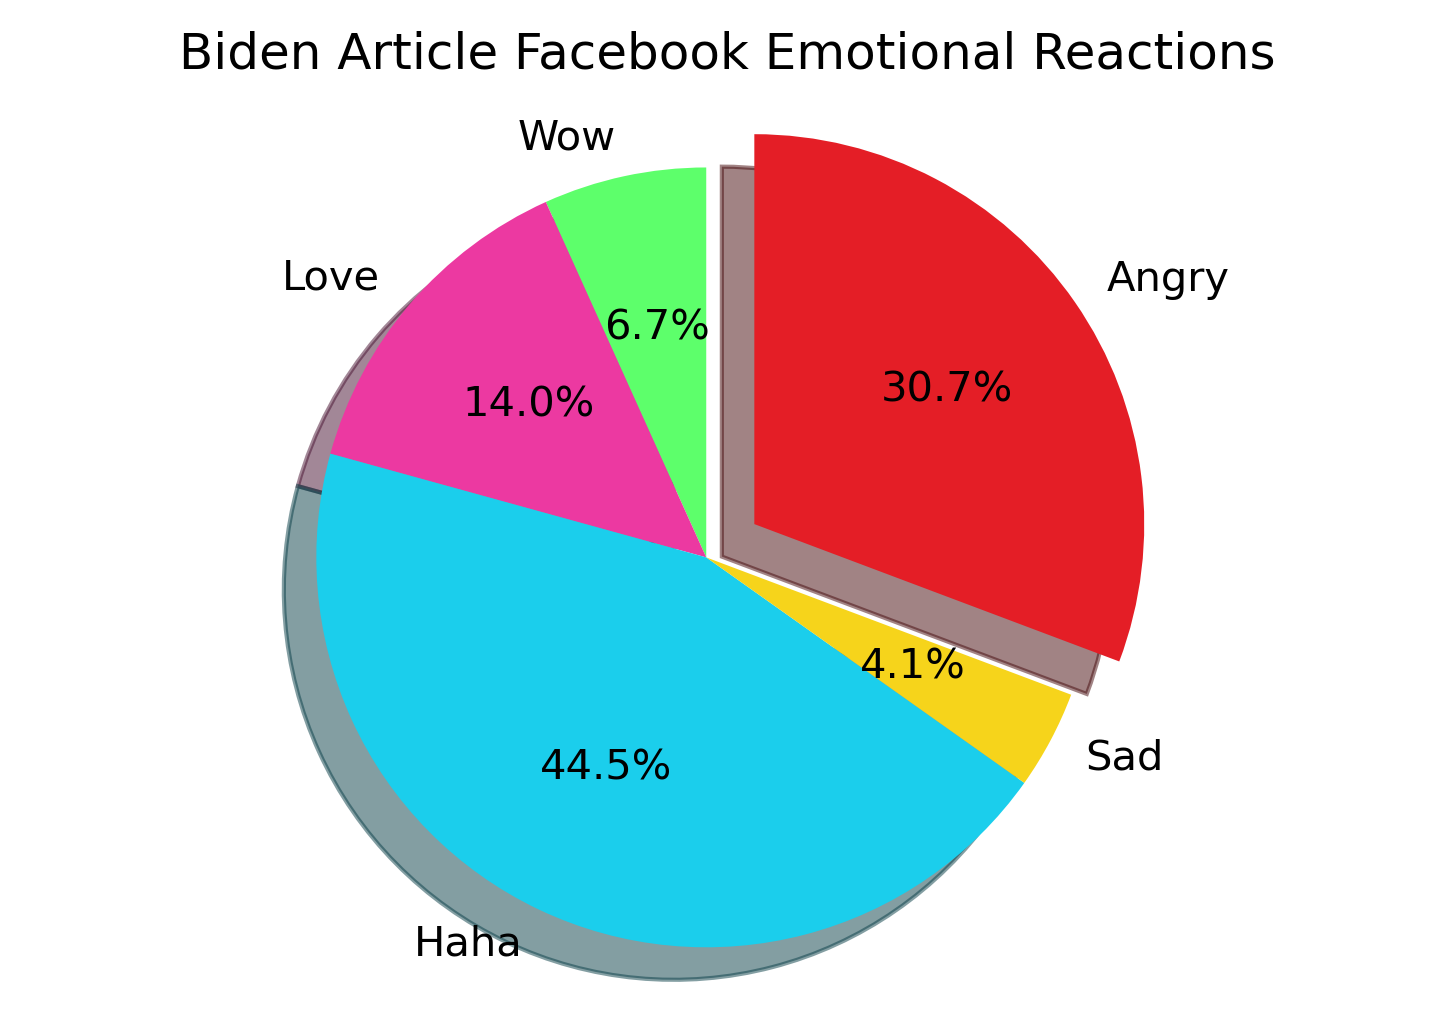 Biden Article Facebook Emotional Reactions
Wow
Love
Angry
6.7%
30.7%
14.0%
4.1%
Sad
44.5%
Haha